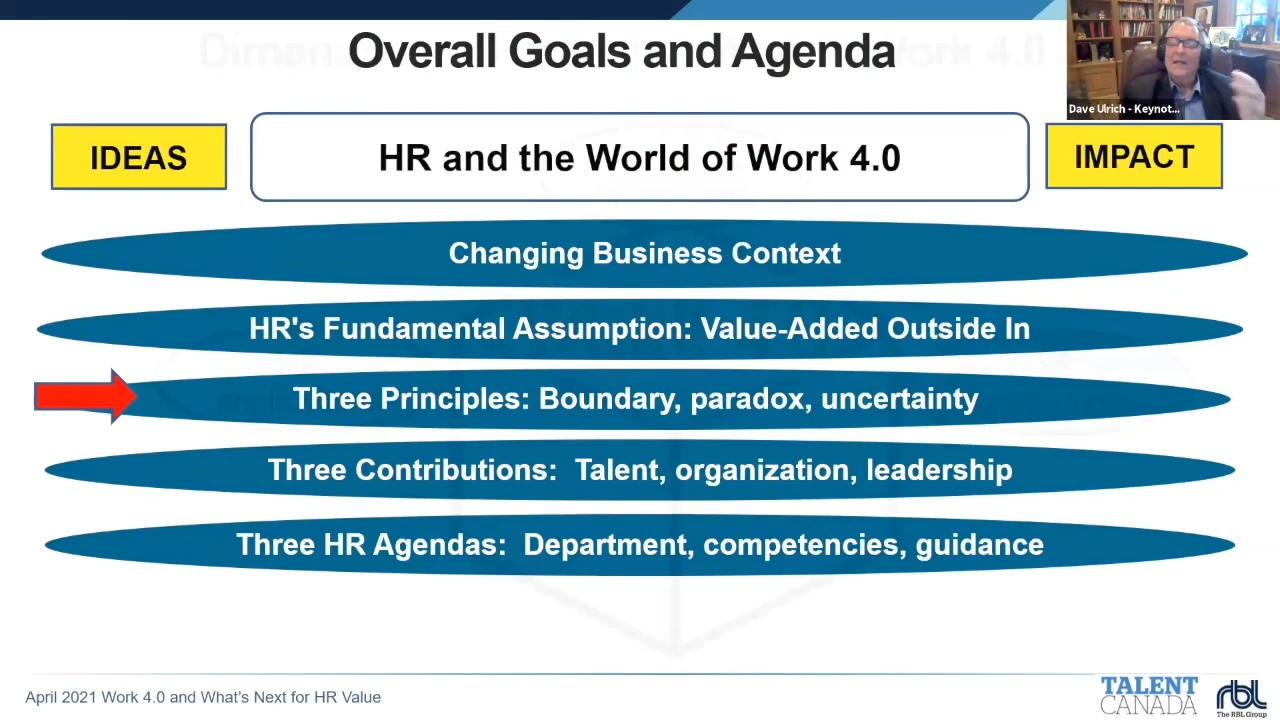 Overall Goals and Agenda
Dave Ulrich - Keynot...
IDEAS
HR and the World of Work 4.0
IMPACT
Changing Business Context
HR's Fundamental Assumption: Value-Added Outside In
Three Principles: Boundary, paradox, uncertainty
Three Contributions: Talent, organization, leadership
Three HR Agendas: Department, competencies, guidance
April 2021 Work 4.0 and What's Next for HR Value
TALENT
CANADA
rbl
The RBL Group